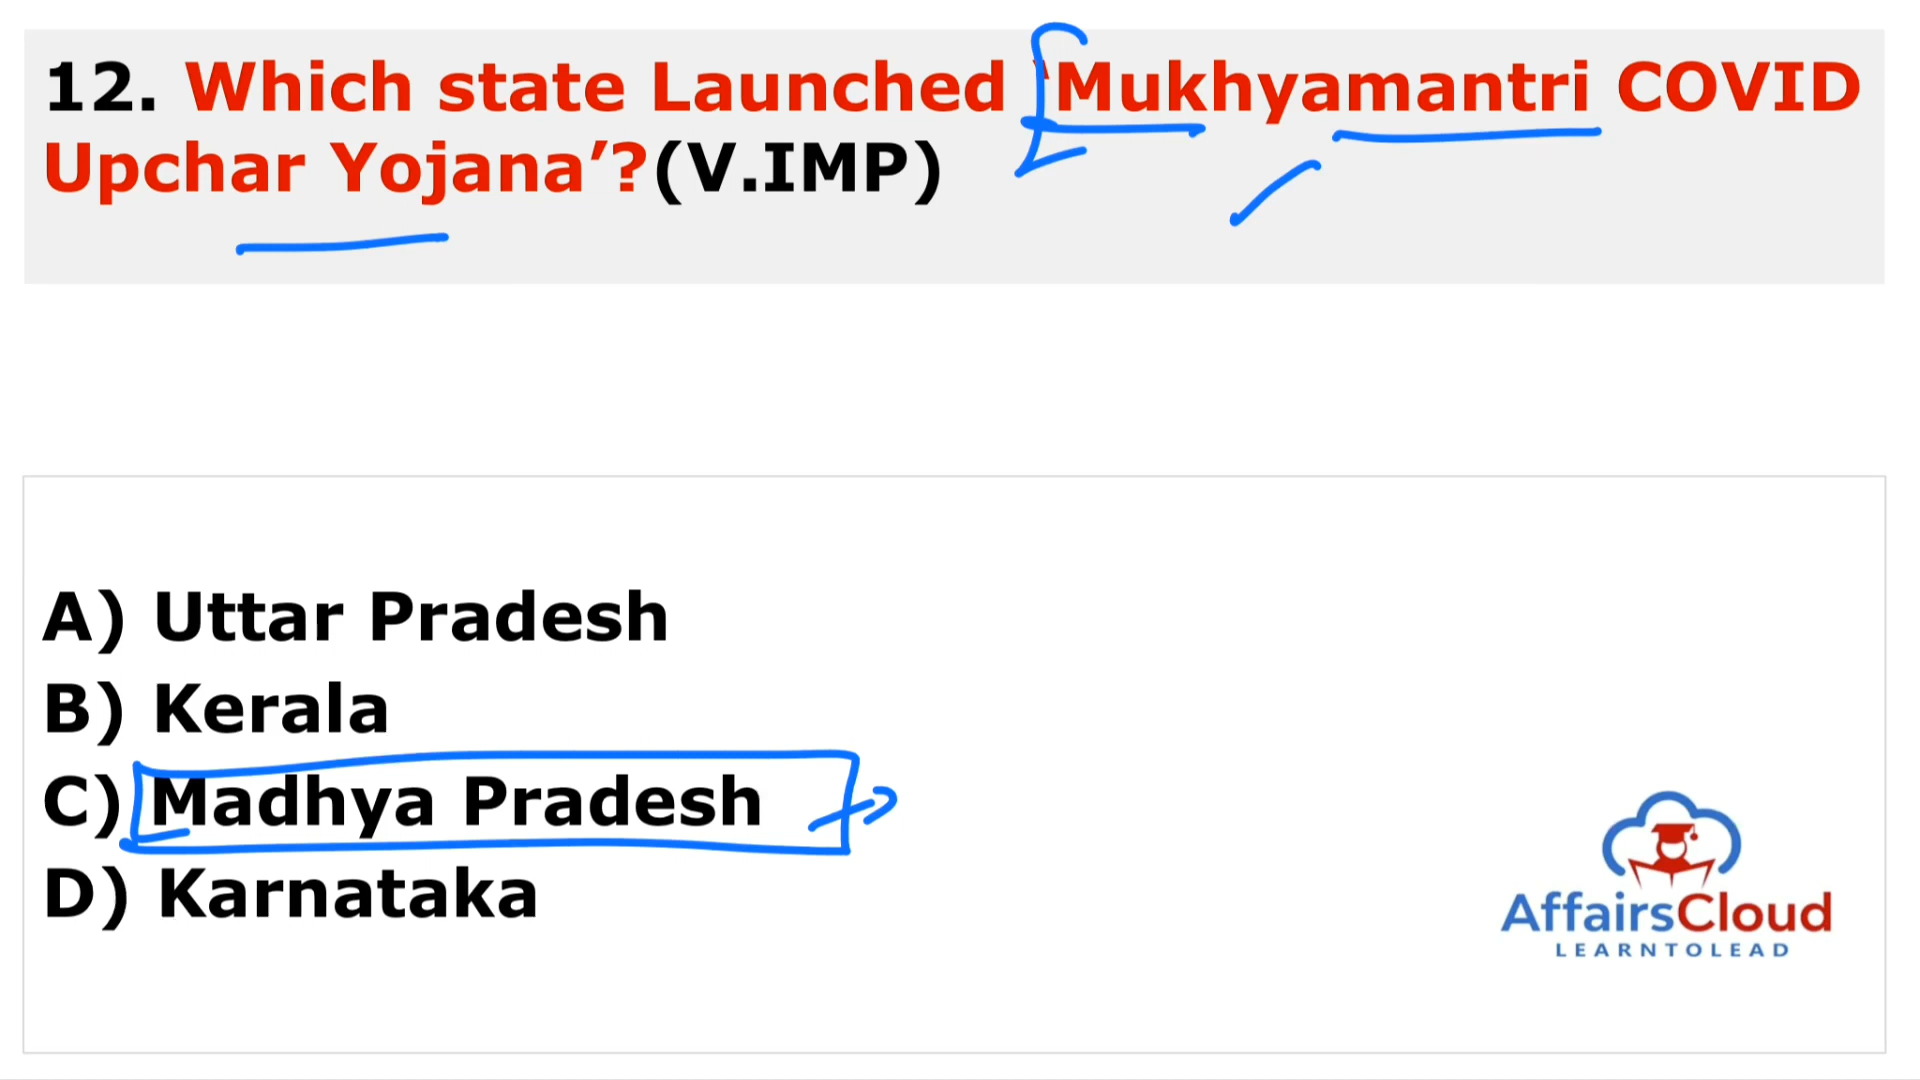 12. Which state Launched ‘Mukhyamantri COVID
Upchar Yojana’?(V.IMP)
A) Uttar Pradesh
B) Kerala
C) Madhya Pradesh
D) Karnataka
AffairsCloud
LEARNTOLEAD